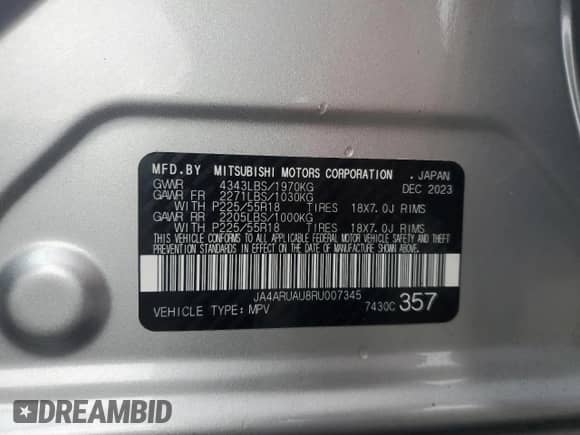 MFD.BY MITSUBISHI MOTORS CORPORATION . JAPAN
GVWR 4343LBS/1970KG DEC 2023
GAWR FR 2271LBS/1030KG
WITH P225/55R18 TIRES 18X7.0J RIMS
GAWR RR 2205LBS/1000KG
WITH P225/55R18 TIRES 18X7.0J RIMS
THIS VEHICLE CONFORMS TO ALL APPLICABLE FEDERAL MOTOR VEHICLE SAFETY AND THEFT
PREVENTION STANDARDS IN EFFECT ON THE DATE OF MANUFACTURE SHOWN ABOVE.
JA4ARUAU8RU007345
VEHICLE TYPE: MPV 7430C 357
DREAMBID